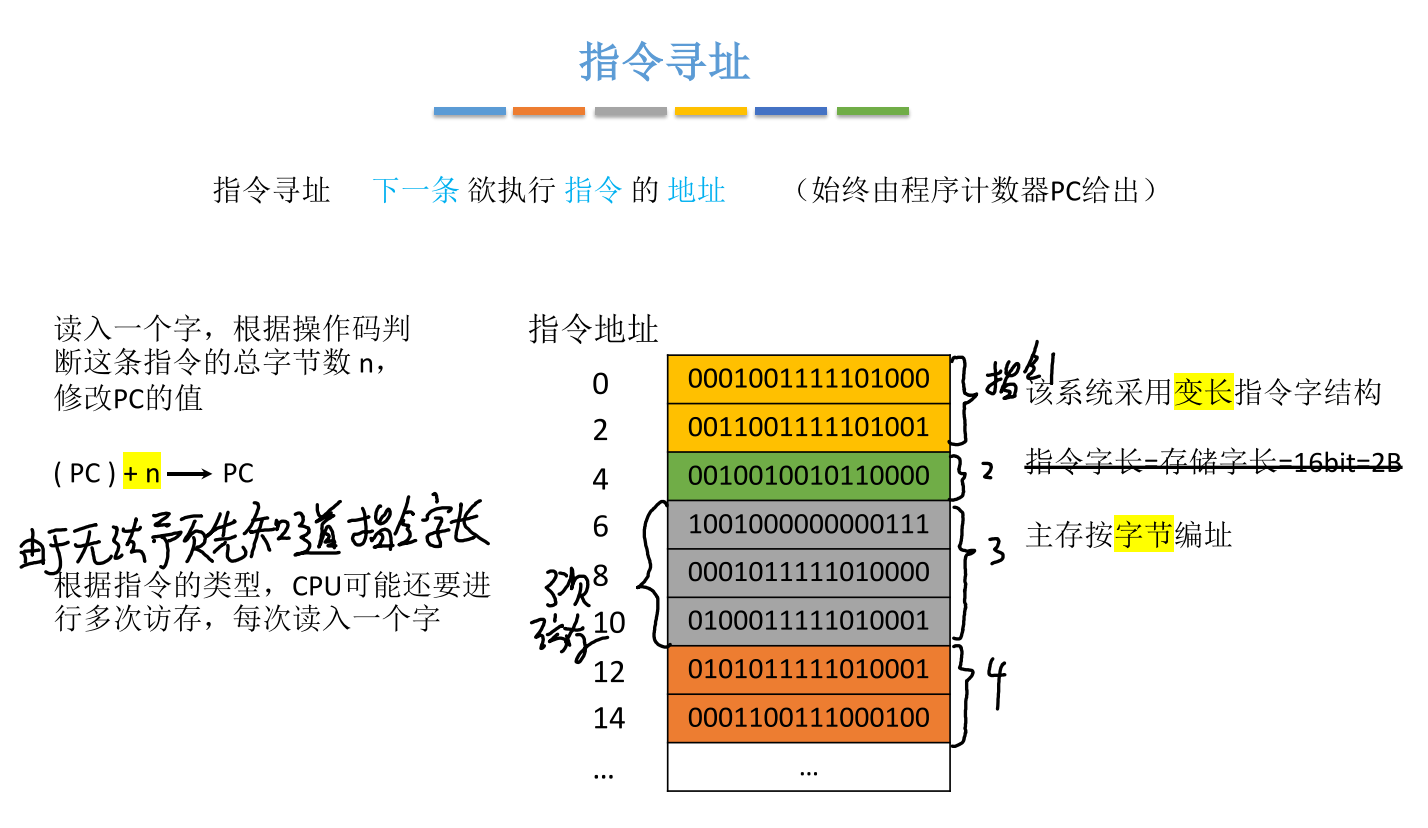 指令寻址
指令寻址 下一条 欲执行 指令 的 地址 （始终由程序计数器PC给出）
读入一个字，根据操作码判
断这条指令的总字节数 n，
修改PC的值
( PC ) + n → PC
由于无法预先知道指令字长
根据指令的类型，CPU可能还要进
行多次访存，每次读入一个字
指令地址
0 0001001111101000
2 0011001111101001
4 0010010010110000
6 1001000000000111
8 0001011111010000
10 0100011111010001
12 0101011111010001
14 0001100111000100
... ...
3次
访存
指令1
2
3
4
该系统采用变长指令字结构
指令字长=存储字长=16bit=2B
主存按字节编址